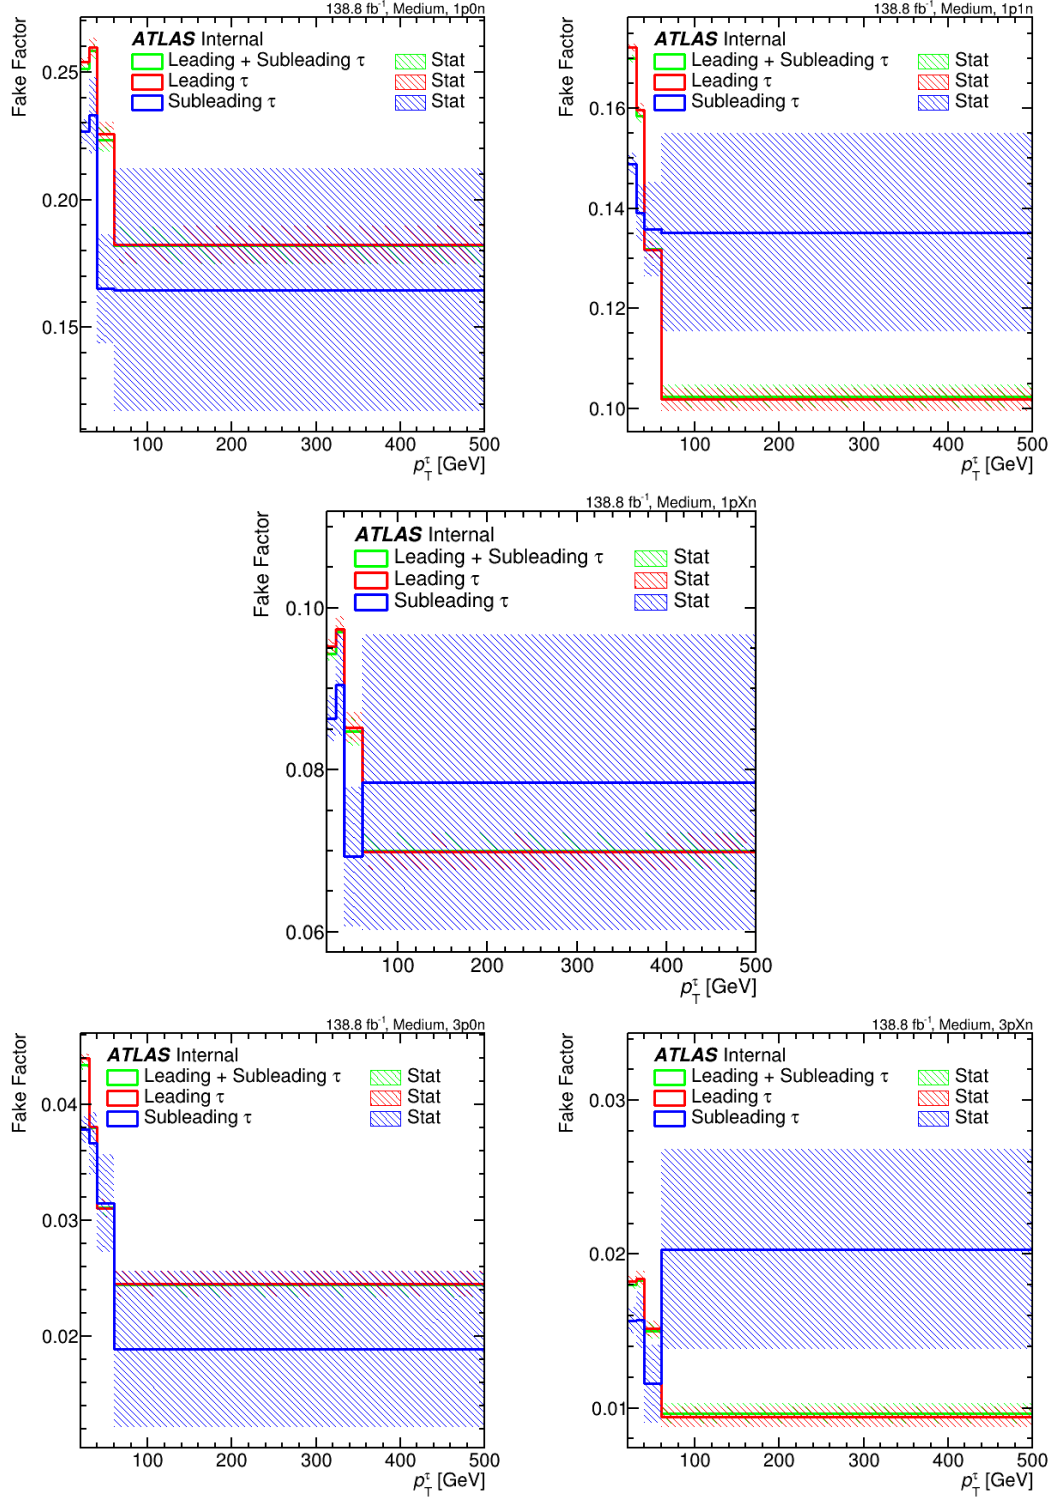 138.8 fb⁻¹, Medium, 1p0n
Fake Factor
ATLAS Internal
Leading + Subleading τ Stat
Leading τ Stat
Subleading τ Stat
0.25
0.20
0.15
100 200 300 400 500
p_T^τ [GeV]
138.8 fb⁻¹, Medium, 1p1n
Fake Factor
ATLAS Internal
Leading + Subleading τ Stat
Leading τ Stat
Subleading τ Stat
0.16
0.14
0.12
0.10
100 200 300 400 500
p_T^τ [GeV]
138.8 fb⁻¹, Medium, 1pXn
Fake Factor
ATLAS Internal
Leading + Subleading τ Stat
Leading τ Stat
Subleading τ Stat
0.10
0.08
0.06
100 200 300 400 500
p_T^τ [GeV]
138.8 fb⁻¹, Medium, 3p0n
Fake Factor
ATLAS Internal
Leading + Subleading τ Stat
Leading τ Stat
Subleading τ Stat
0.04
0.03
0.02
100 200 300 400 500
p_T^τ [GeV]
138.8 fb⁻¹, Medium, 3pXn
Fake Factor
ATLAS Internal
Leading + Subleading τ Stat
Leading τ Stat
Subleading τ Stat
0.03
0.02
0.01
100 200 300 400 500
p_T^τ [GeV]